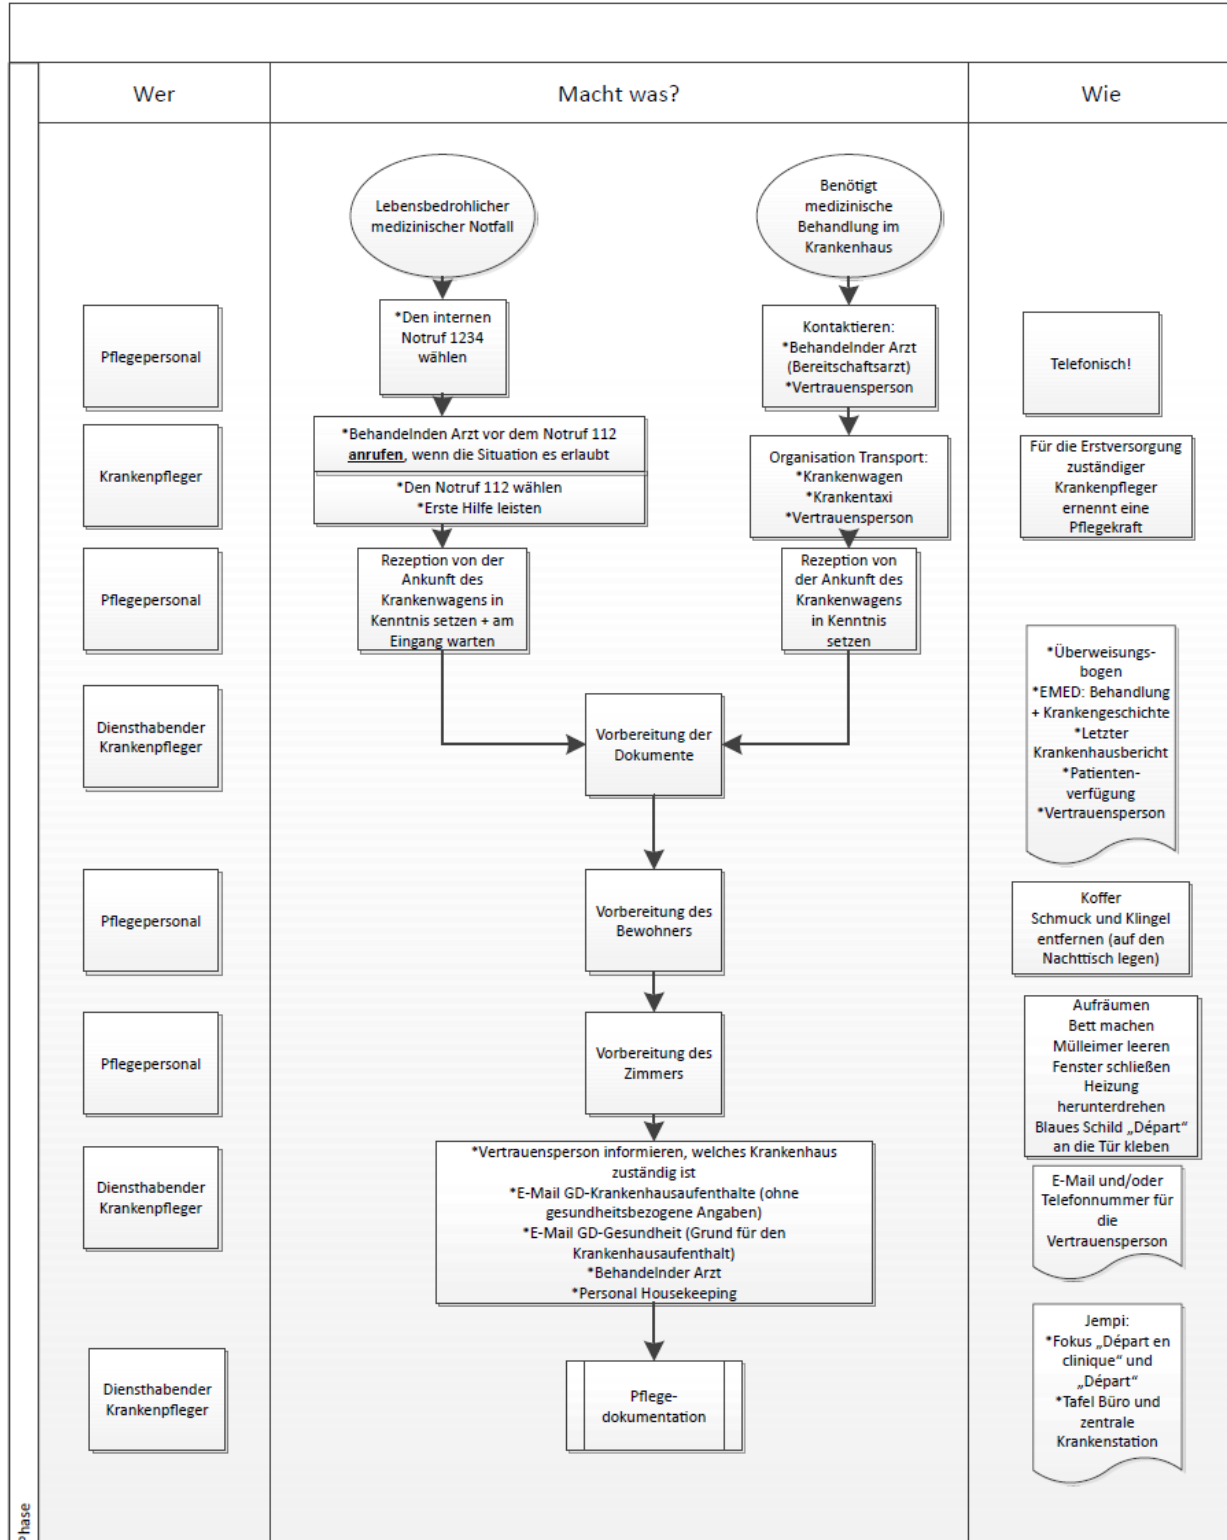 Wer
Macht was?
Wie
Lebensbedrohlicher
medizinischer Notfall
Benötigt
medizinische
Behandlung im
Krankenhaus
Pflegepersonal
*Den internen
Notruf 1234
wählen
Kontaktieren:
*Behandelnder Arzt
(Bereitschaftsarzt)
*Vertrauensperson
Telefonisch!
Krankenpfleger
*Behandelnden Arzt vor dem Notruf 112
anrufen, wenn die Situation es erlaubt
*Den Notruf 112 wählen
*Erste Hilfe leisten
Organisation Transport:
*Krankenwagen
*Krankentaxi
*Vertrauensperson
Für die Erstversorgung
zuständiger
Krankenpfleger
ernennt eine
Pflegekraft
Pflegepersonal
Rezeption von der
Ankunft des
Krankenwagens in
Kenntnis setzen + am
Eingang warten
Rezeption von
der Ankunft des
Krankenwagens
in Kenntnis
setzen
Diensthabender
Krankenpfleger
Vorbereitung der
Dokumente
*Überweisungs-
bogen
*EMED: Behandlung
+ Krankengeschichte
*Letzter
Krankenhausbericht
*Patienten-
verfügung
*Vertrauensperson
Pflegepersonal
Vorbereitung des
Bewohners
Koffer
Schmuck und Klingel
entfernen (auf den
Nachttisch legen)
Pflegepersonal
Vorbereitung des
Zimmers
Aufräumen
Bett machen
Mülleimer leeren
Fenster schließen
Heizung
herunterdrehen
Blaues Schild „Départ“
an die Tür kleben
Diensthabender
Krankenpfleger
*Vertrauensperson informieren, welches Krankenhaus
zuständig ist
*E-Mail GD-Krankenhausaufenthalte (ohne
gesundheitsbezogene Angaben)
*E-Mail GD-Gesundheit (Grund für den
Krankenhausaufenthalt)
*Behandelnder Arzt
*Personal Housekeeping
E-Mail und/oder
Telefonnummer für
die
Vertrauensperson
Diensthabender
Krankenpfleger
Pflege-
dokumentation
Jempi:
*Fokus „Départ en
clinique“ und
„Départ“
*Tafel Büro und
zentrale
Krankenstation
Phase